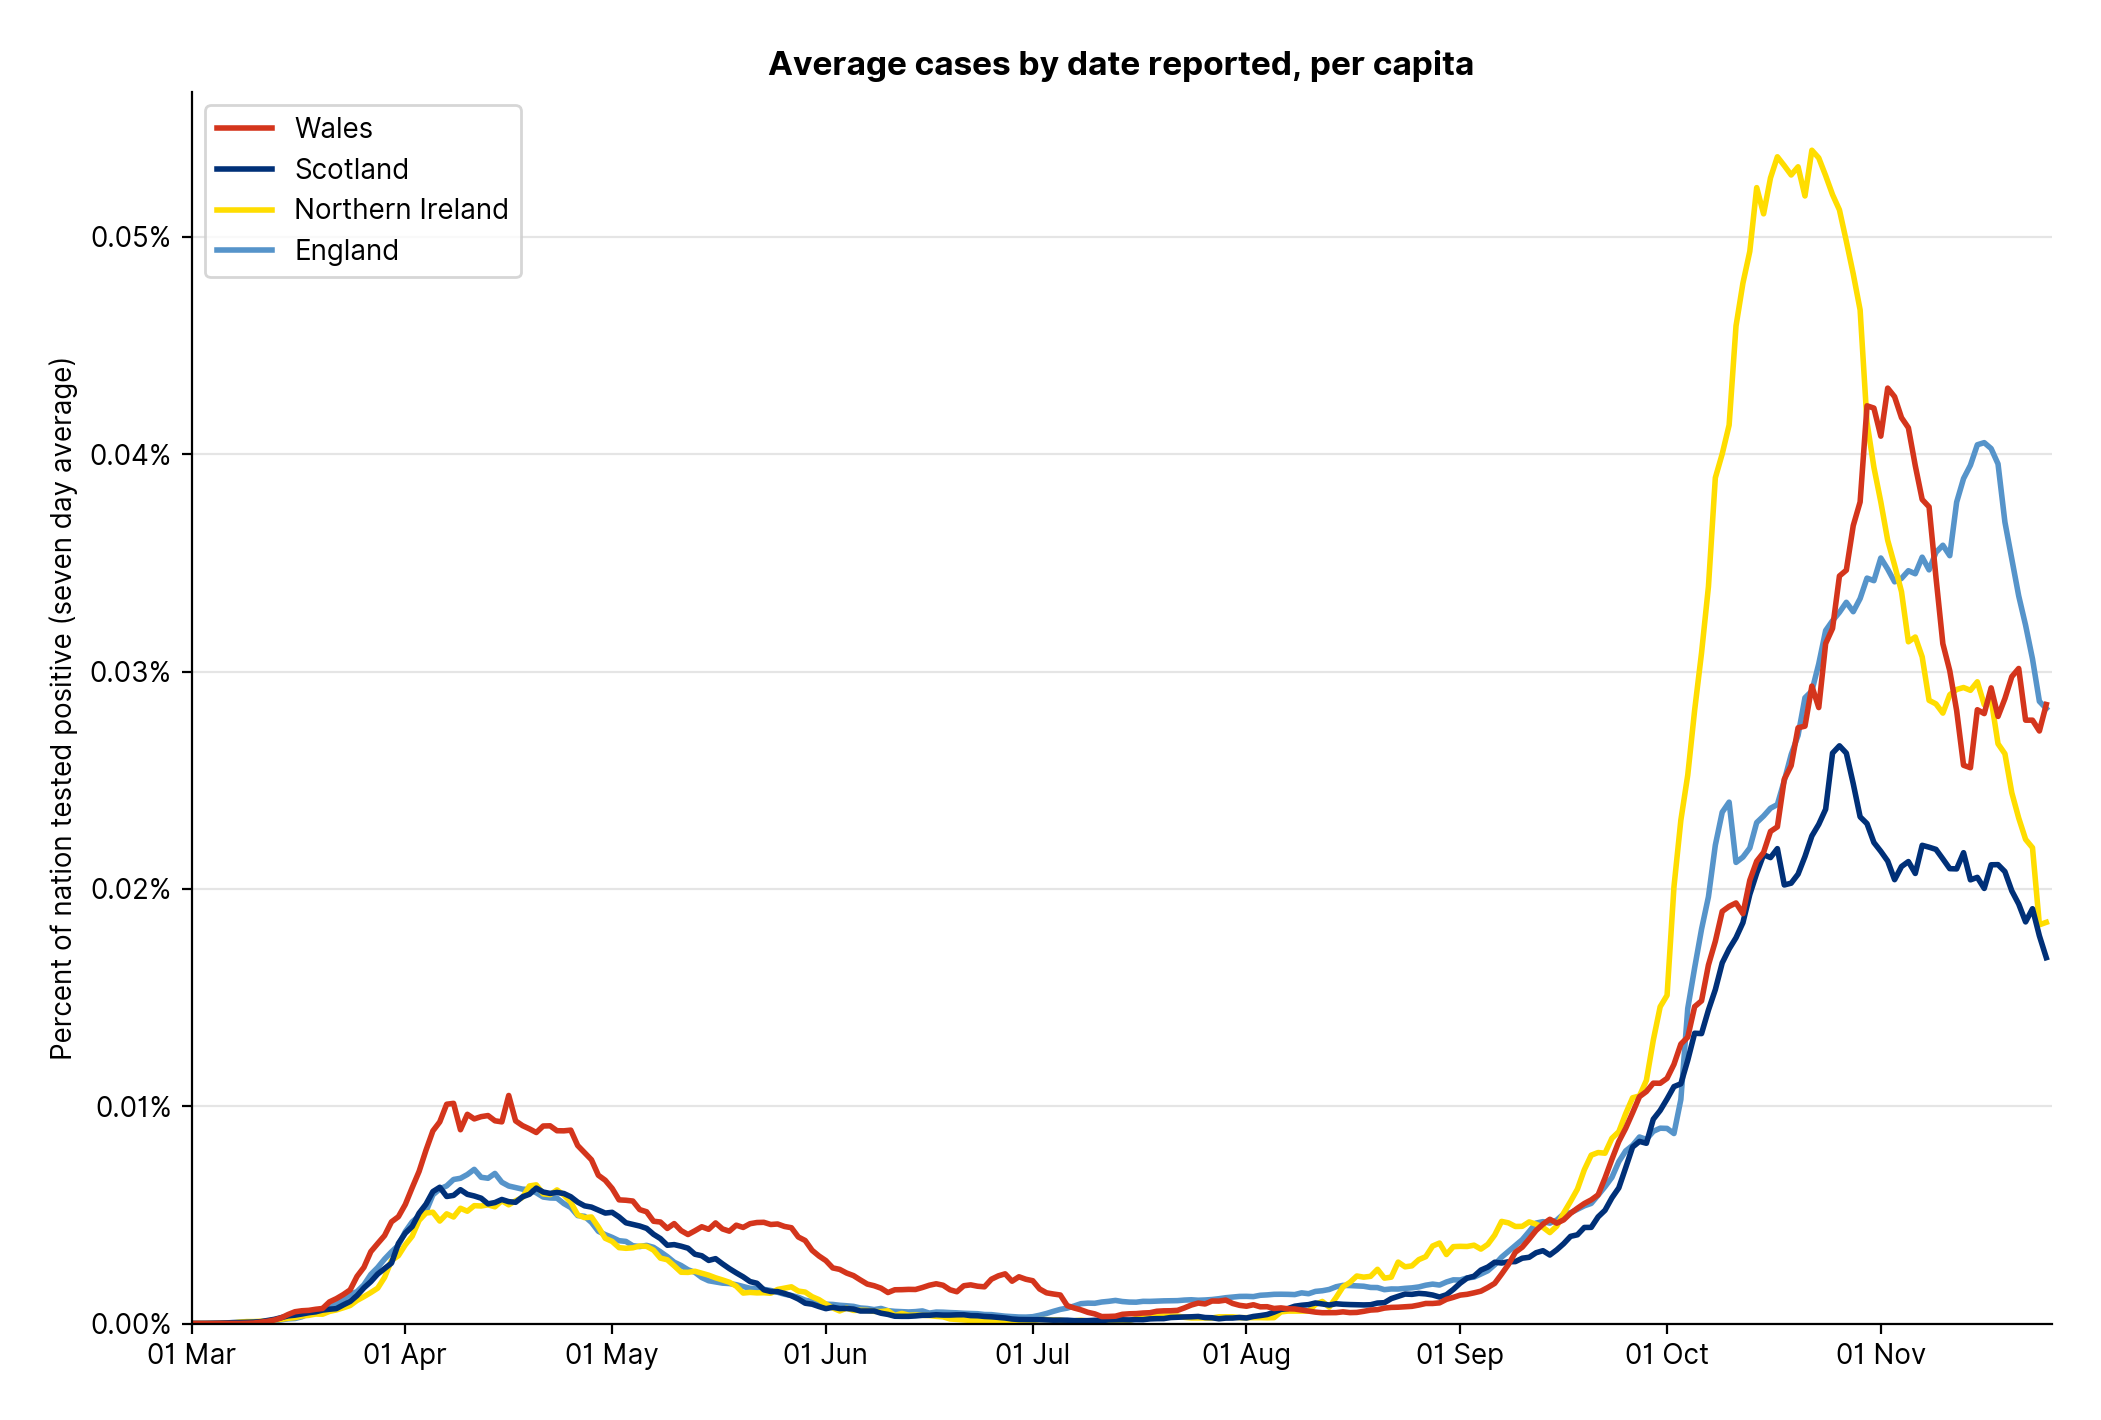 Average cases by date reported, per capita
Wales
Scotland
Northern Ireland
England
Percent of nation tested positive (seven day average)
0.05%
0.04%
0.03%
0.02%
0.01%
0.00%
01 Mar
01 Apr
01 May
01 Jun
01 Jul
01 Aug
01 Sep
01 Oct
01 Nov